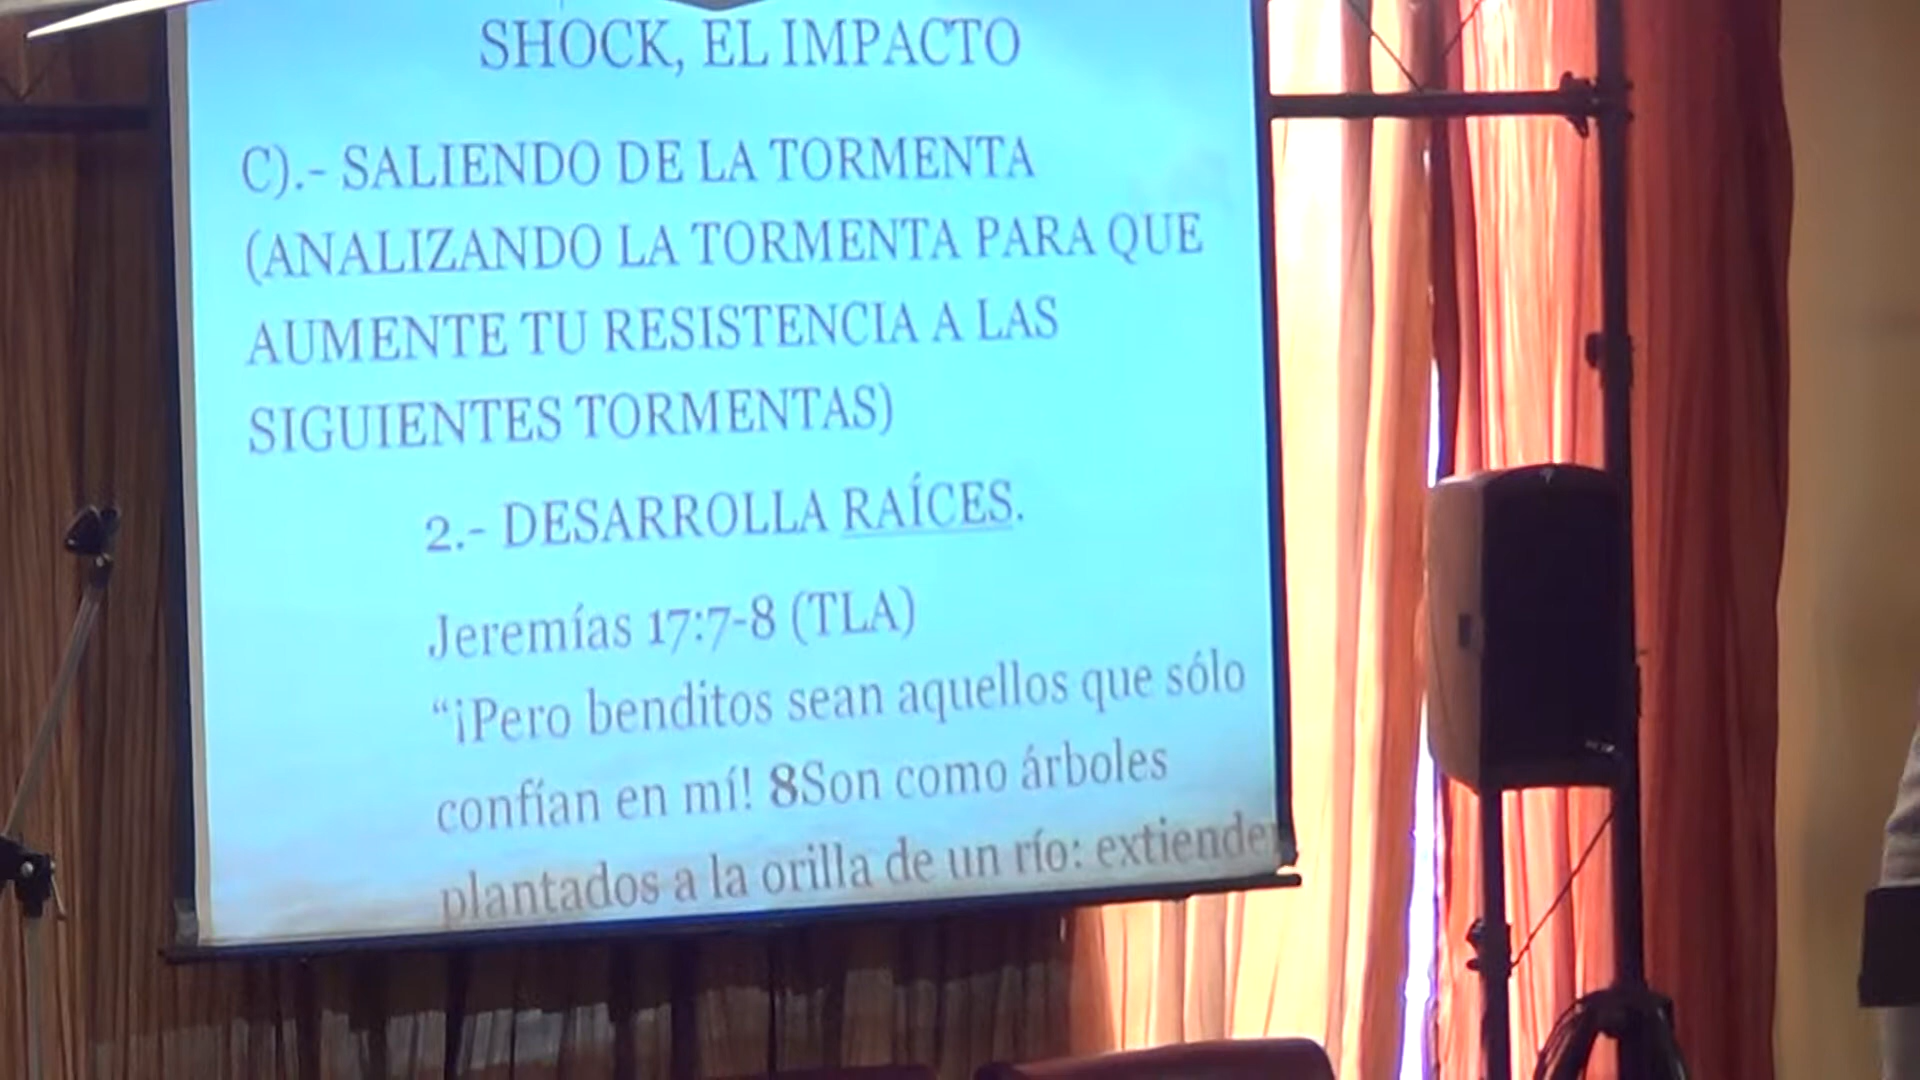 SHOCK, EL IMPACTO
C).- SALIENDO DE LA TORMENTA
(ANALIZANDO LA TORMENTA PARA QUE
AUMENTE TU RESISTENCIA A LAS
SIGUIENTES TORMENTAS)
2.- DESARROLLA RAÍCES.
Jeremías 17:7-8 (TLA)
“¡Pero benditos sean aquellos que sólo
confían en mí! 8Son como árboles
plantados a la orilla de un río: extienden